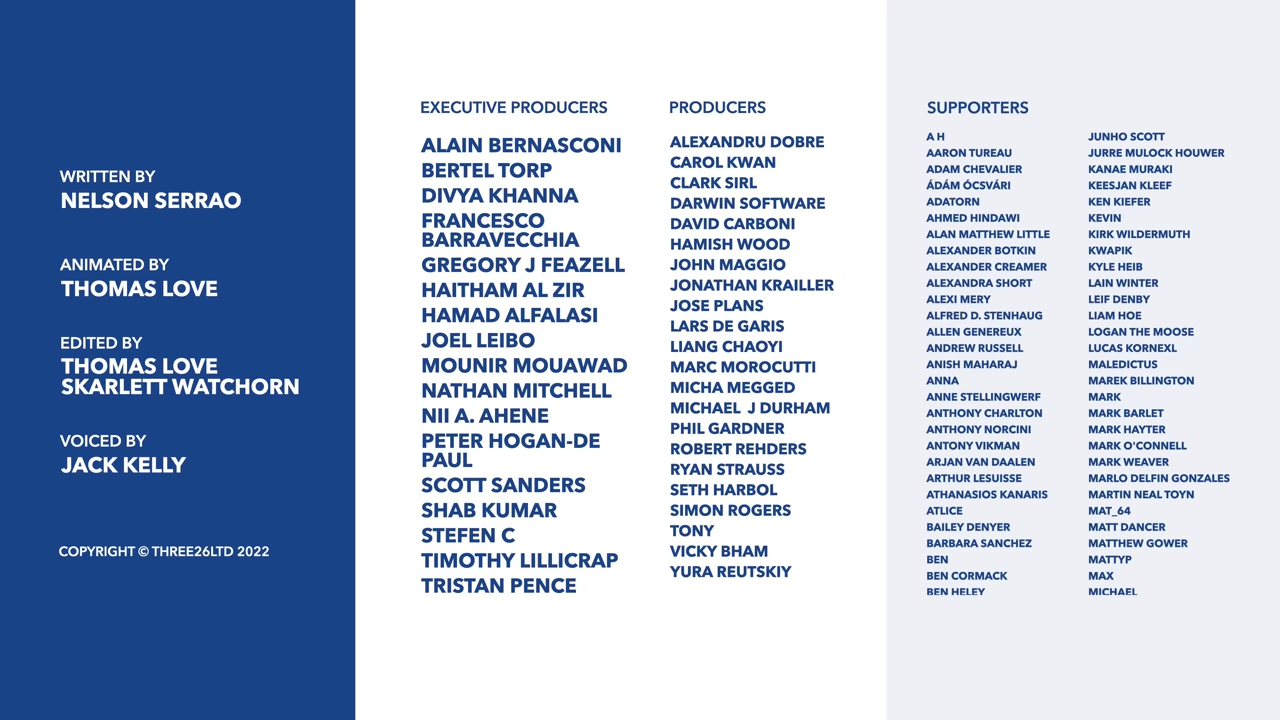 WRITTEN BY
NELSON SERRAO
ANIMATED BY
THOMAS LOVE
EDITED BY
THOMAS LOVE
SKARLETT WATCHORN
VOICED BY
JACK KELLY
COPYRIGHT © THREE26LTD 2022
EXECUTIVE PRODUCERS
ALAIN BERNASCONI
BERTEL TORP
DIVYA KHANNA
FRANCESCO
BARRAVECCHIA
GREGORY J FEAZELL
HAITHAM AL ZIR
HAMAD ALFALASI
JOEL LEIBO
MOUNIR MOUAWAD
NATHAN MITCHELL
NII A. AHENE
PETER HOGAN-DE
PAUL
SCOTT SANDERS
SHAB KUMAR
STEFEN C
TIMOTHY LILLICRAP
TRISTAN PENCE
PRODUCERS
ALEXANDRU DOBRE
CAROL KWAN
CLARK SIRL
DARWIN SOFTWARE
DAVID CARBONI
HAMISH WOOD
JOHN MAGGIO
JONATHAN KRAILLER
JOSE PLANS
LARS DE GARIS
LIANG CHAOYI
MARC MOROCUTTI
MICHA MEGGED
MICHAEL  J DURHAM
PHIL GARDNER
ROBERT REHDERS
RYAN STRAUSS
SETH HARBOL
SIMON ROGERS
TONY
VICKY BHAM
YURA REUTSKIY
SUPPORTERS
A H
AARON TUREAU
ADAM CHEVALIER
ÁDÁM ÓCSVÁRI
ADATORN
AHMED HINDAWI
ALAN MATTHEW LITTLE
ALEXANDER BOTKIN
ALEXANDER CREAMER
ALEXANDRA SHORT
ALEXI MERY
ALFRED D. STENHAUG
ALLEN GENEREUX
ANDREW RUSSELL
ANISH MAHARAJ
ANNA
ANNE STELLINGWERF
ANTHONY CHARLTON
ANTHONY NORCINI
ANTONY VIKMAN
ARJAN VAN DAALEN
ARTHUR LESUISSE
ATHANASIOS KANARIS
ATLICE
BAILEY DENYER
BARBARA SANCHEZ
BEN
BEN CORMACK
BEN HELEY
JUNHO SCOTT
JURRE MULOCK HOUWER
KANAE MURAKI
KEESJAN KLEEF
KEN KIEFER
KEVIN
KIRK WILDERMUTH
KWAPIK
KYLE HEIB
LAIN WINTER
LEIF DENBY
LIAM HOE
LOGAN THE MOOSE
LUCAS KORNEXL
MALEDICTUS
MAREK BILLINGTON
MARK
MARK BARLET
MARK HAYTER
MARK O'CONNELL
MARK WEAVER
MARLO DELFIN GONZALES
MARTIN NEAL TOYN
MAT_64
MATT DANCER
MATTHEW GOWER
MATTYP
MAX
MICHAEL